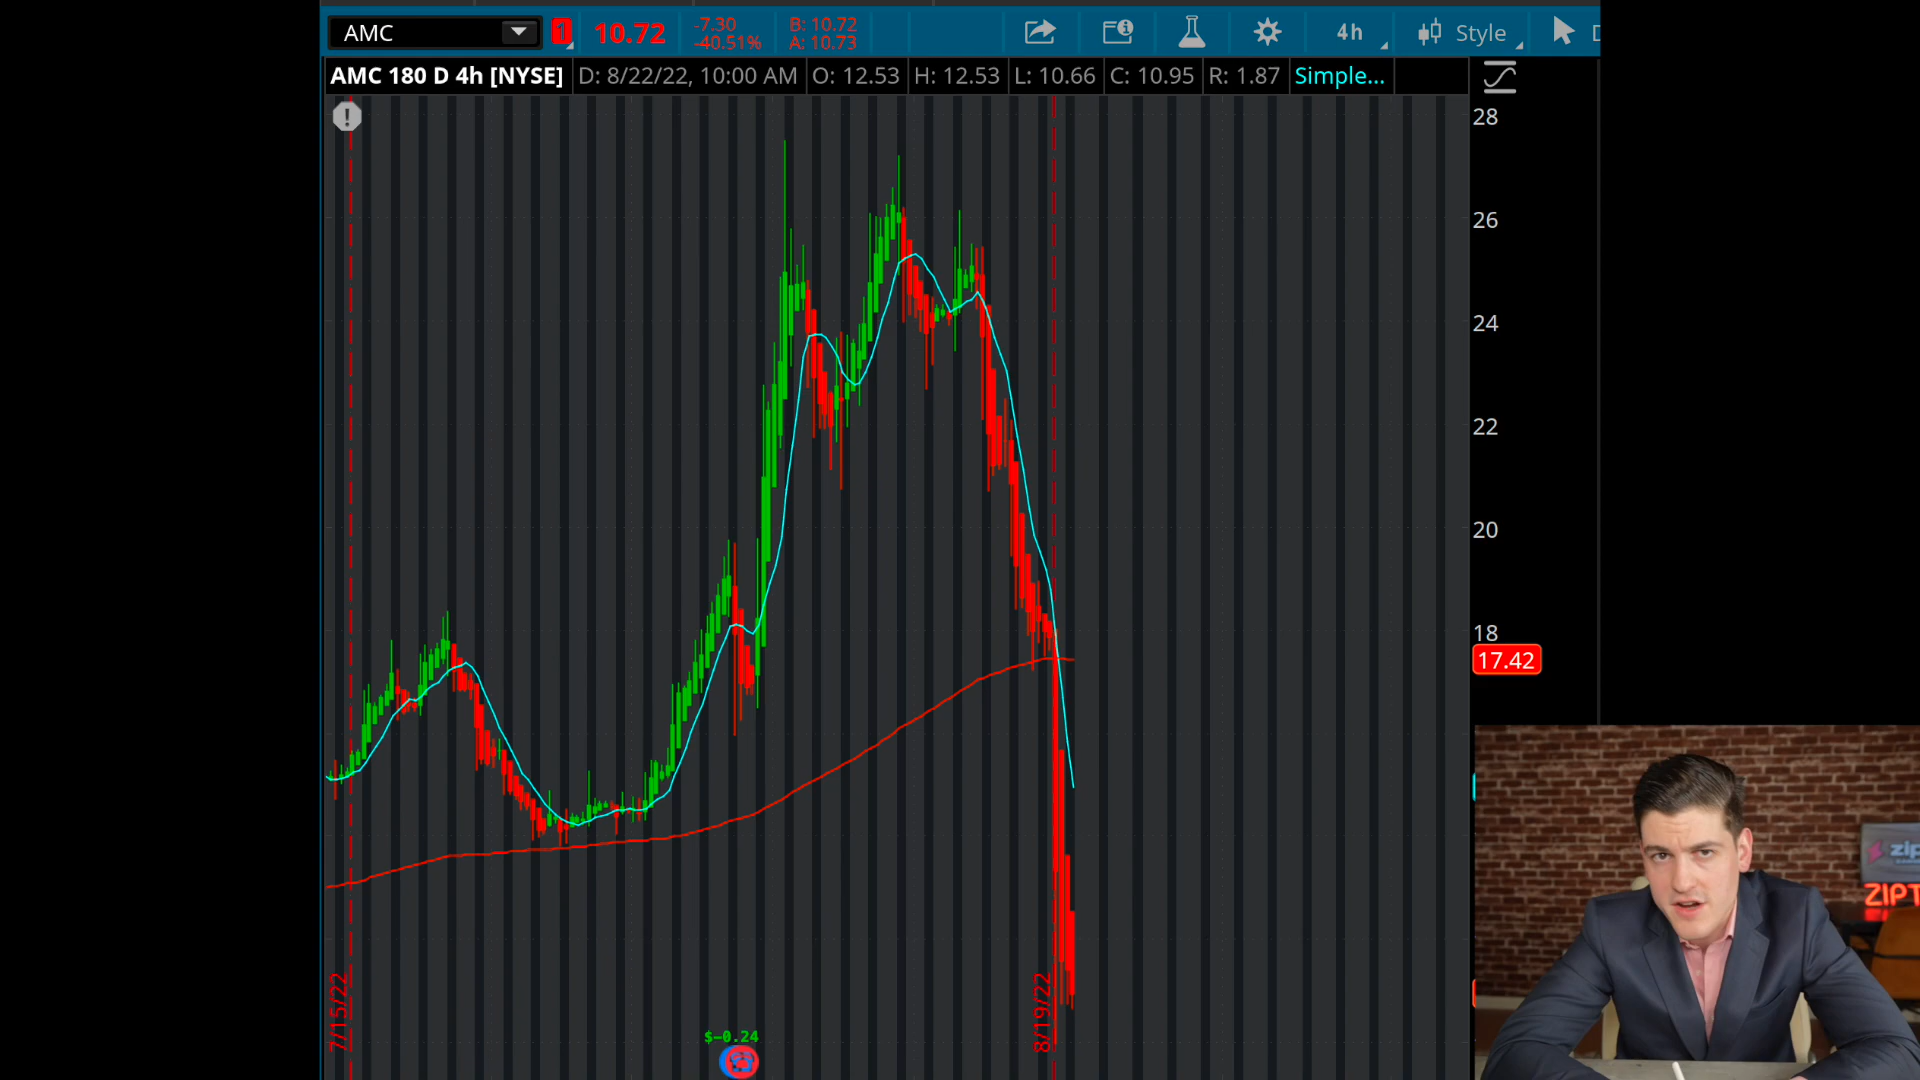 AMC
1
10.72
-7.30
-40.51%
B: 10.72
A: 10.73
4h
Style
AMC 180 D 4h [NYSE]
D: 8/22/22, 10:00 AM
O: 12.53
H: 12.53
L: 10.66
C: 10.95
R: 1.87
Simple...
28
26
24
22
20
18
17.42
7/15/22
8/19/22
$-0.24
zip
ZIPT